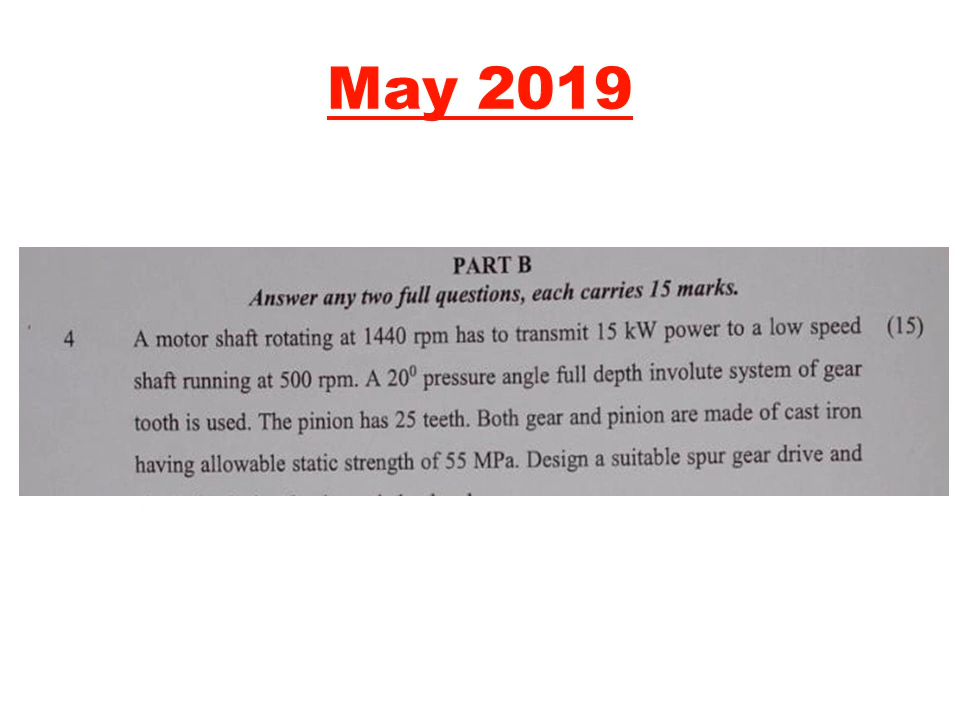 May 2019
PART B
Answer any two full questions, each carries 15 marks.
4 A motor shaft rotating at 1440 rpm has to transmit 15 kW power to a low speed (15)
shaft running at 500 rpm. A 20⁰ pressure angle full depth involute system of gear
tooth is used. The pinion has 25 teeth. Both gear and pinion are made of cast iron
having allowable static strength of 55 MPa. Design a suitable spur gear drive and